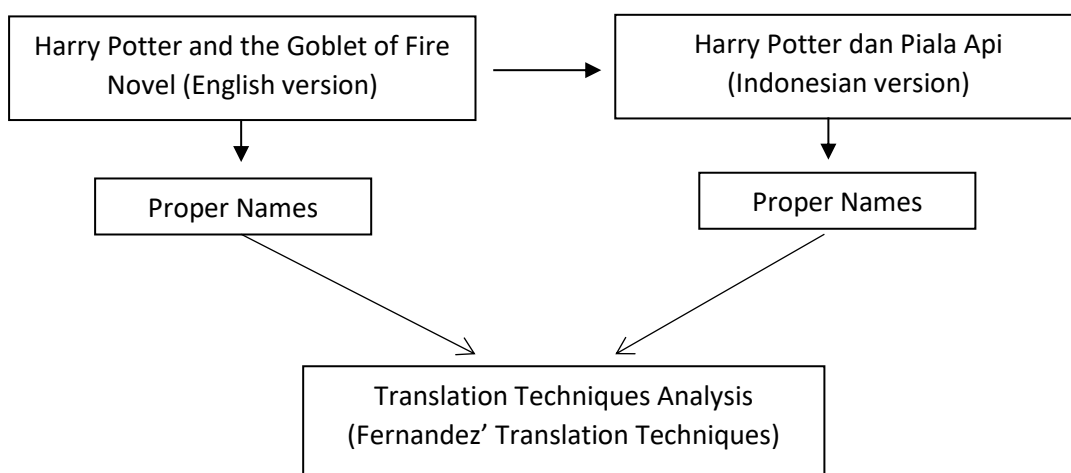 Harry Potter and the Goblet of Fire
Novel (English version)
Harry Potter dan Piala Api
(Indonesian version)
Proper Names
Proper Names
Translation Techniques Analysis
(Fernandez’ Translation Techniques)